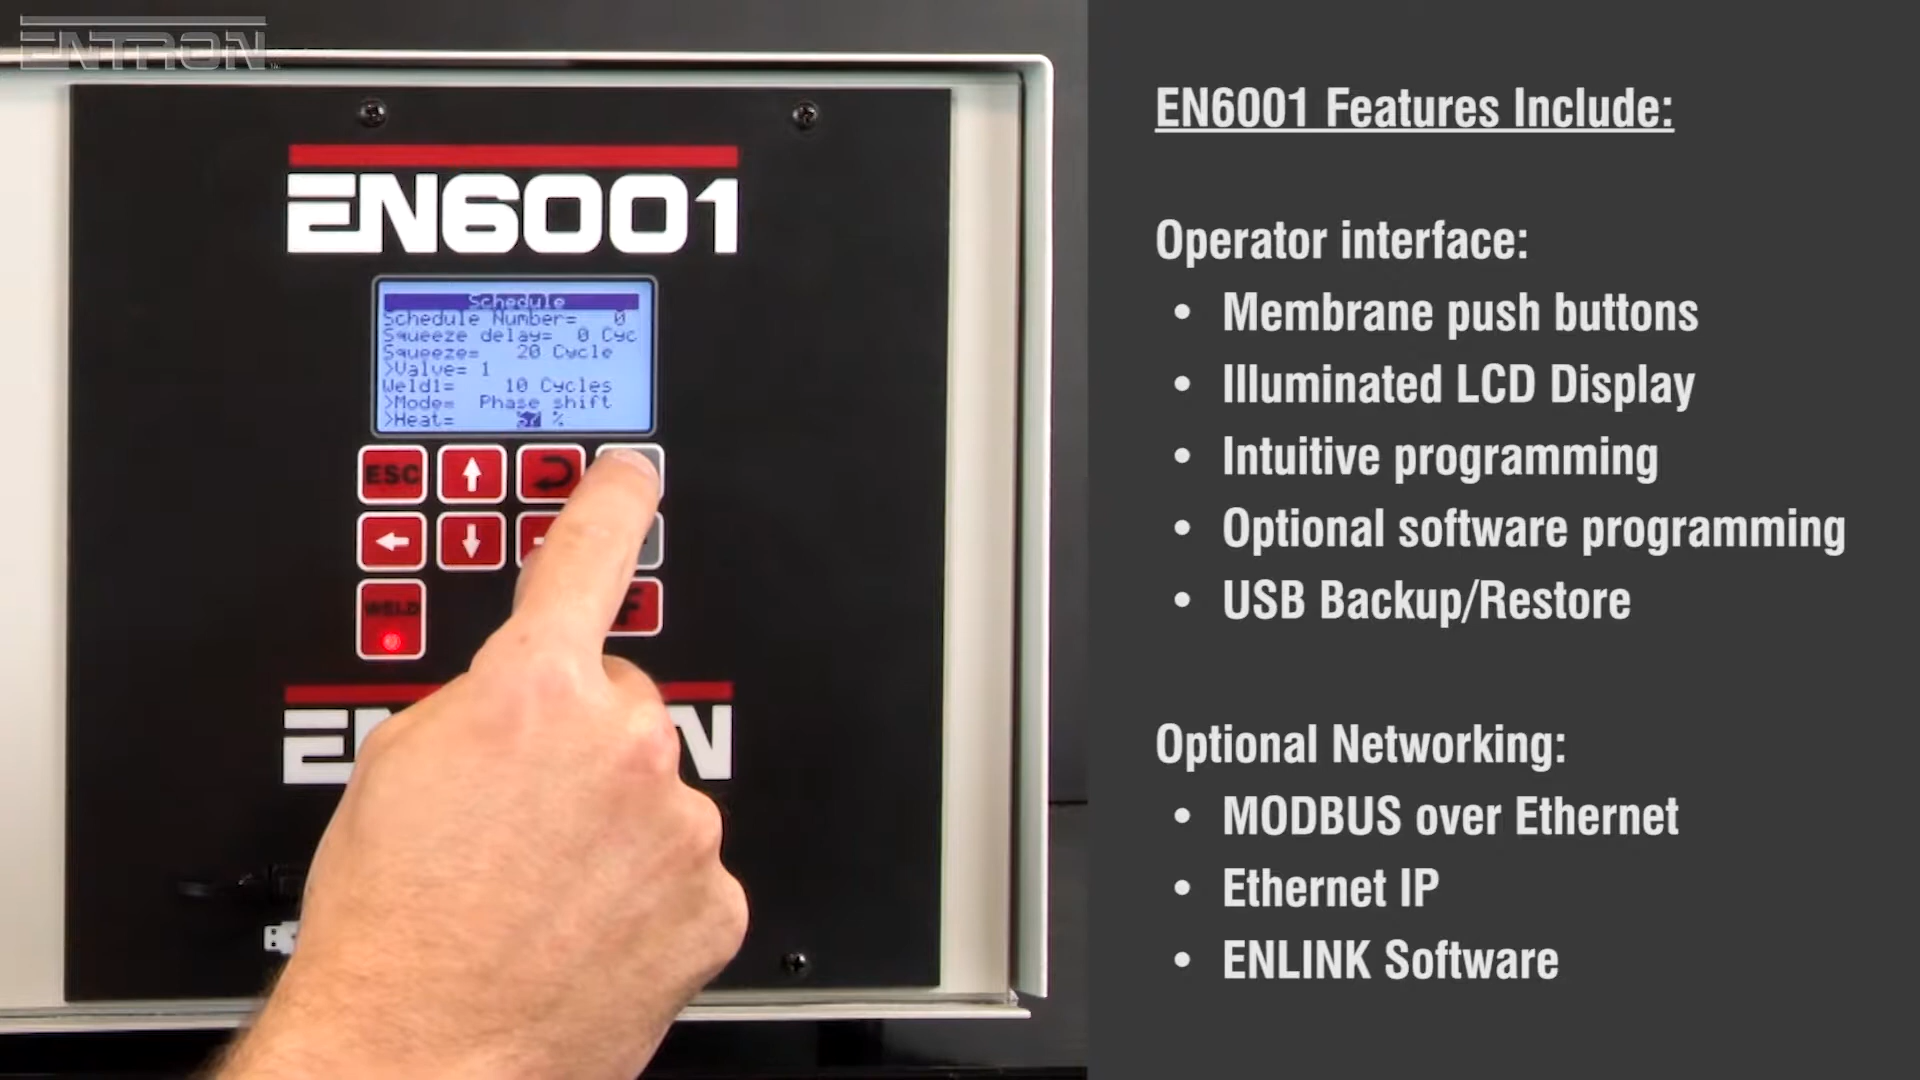 ENTRON
EN6001
Schedule
Schedule Number= 0
Squeeze delay= 0 Cyc
Squeeze= 20 Cycle
>Valve= 1
Weld1= 10 Cycles
>Mode= Phase shift
>Heat= %
ESC
WELD
EN6001 Features Include:
Operator interface:
• Membrane push buttons
• Illuminated LCD Display
• Intuitive programming
• Optional software programming
• USB Backup/Restore
Optional Networking:
• MODBUS over Ethernet
• Ethernet IP
• ENLINK Software